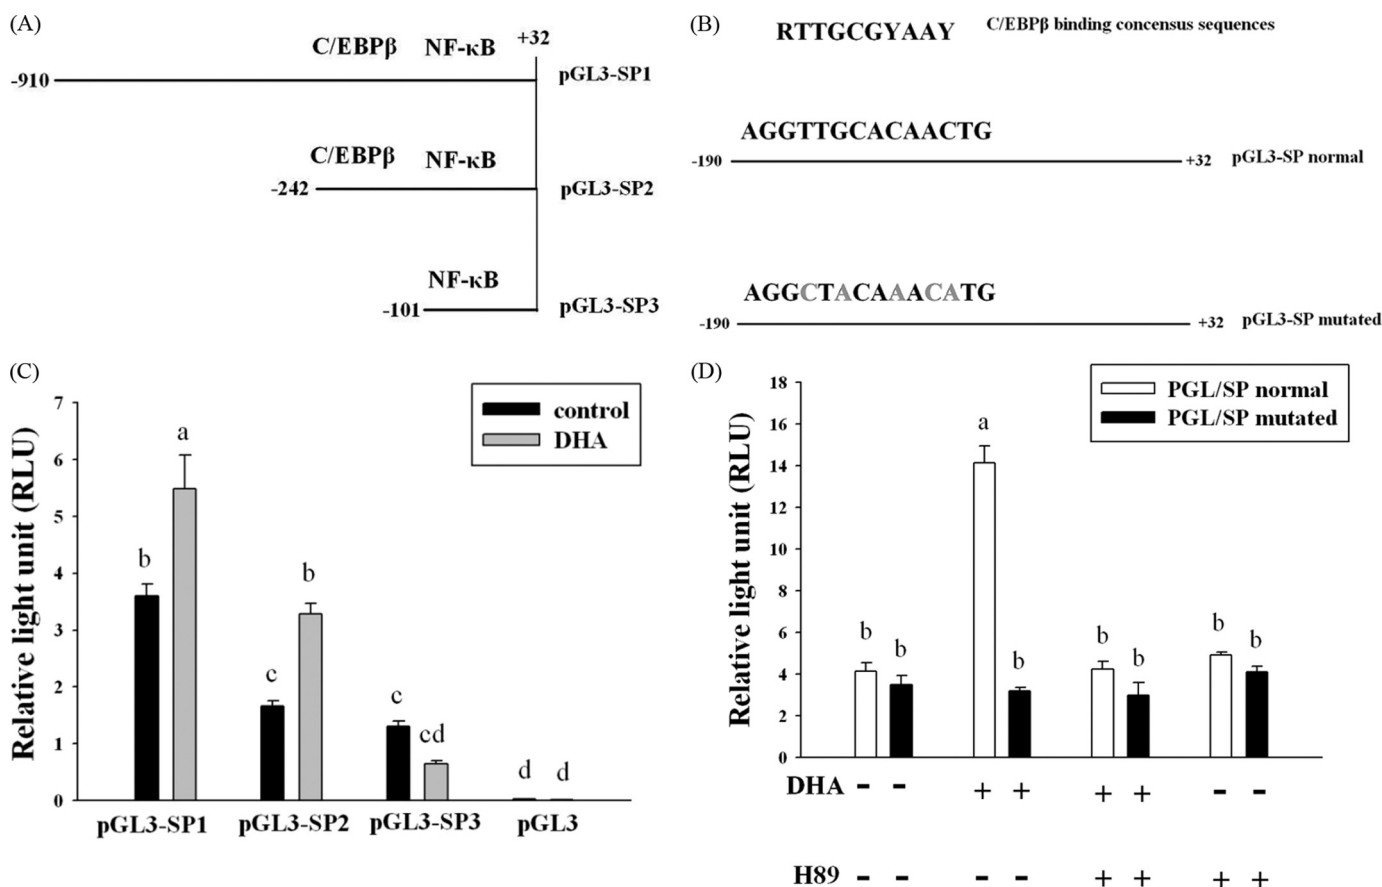 (A)
C/EBPβ NF-κB +32
-910 pGL3-SP1
C/EBPβ NF-κB
-242 pGL3-SP2
NF-κB
-101 pGL3-SP3
(B)
RTTGCGYAAY C/EBPβ binding concensus sequences
AGGTTGCACAACTG
-190 +32 pGL3-SP normal
AGGCTACAAACATG
-190 +32 pGL3-SP mutated
(C)
Relative light unit (RLU)
7
6
5
4
3
2
1
0
control
DHA
b a
c b
c cd
d d
pGL3-SP1 pGL3-SP2 pGL3-SP3 pGL3
(D)
Relative light unit (RLU)
18
16
14
12
10
8
6
4
2
0
PGL/SP normal
PGL/SP mutated
b b a b b b b b
DHA - - + + + + - -
H89 - - - - + + + +